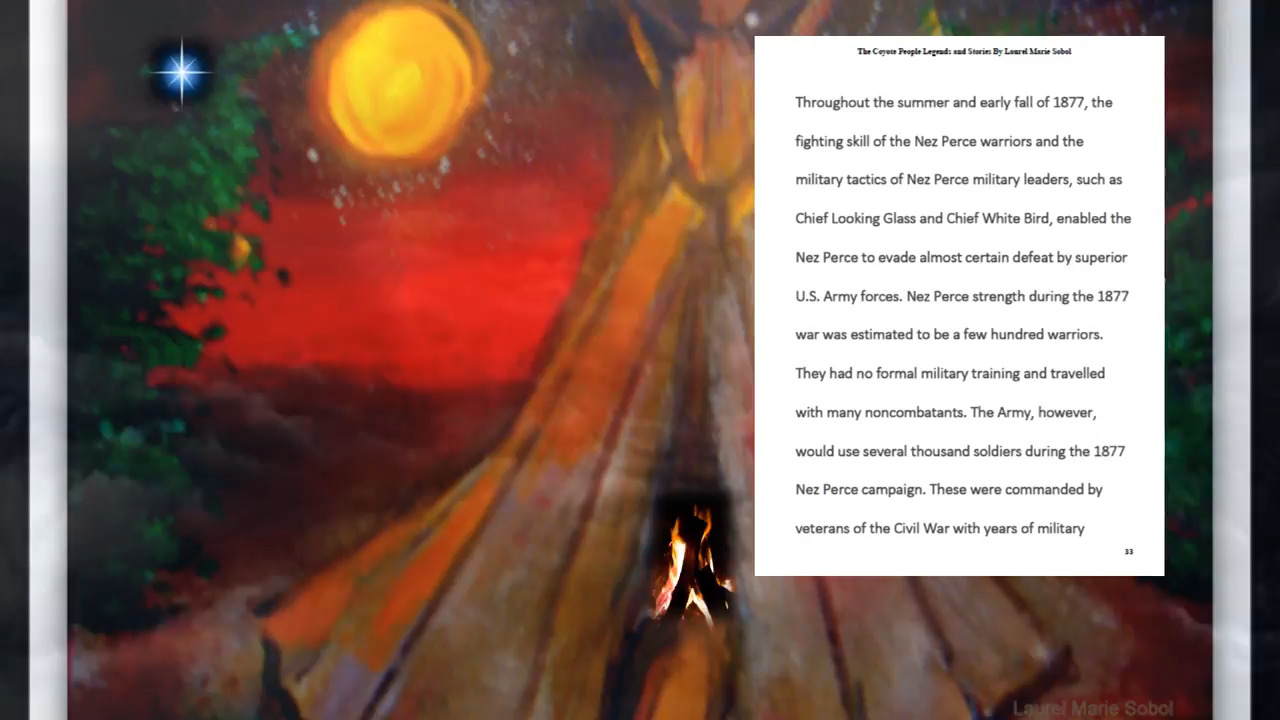 The Coyote People Legends and Stories By Laurel Marie Sobol
Throughout the summer and early fall of 1877, the
fighting skill of the Nez Perce warriors and the
military tactics of Nez Perce military leaders, such as
Chief Looking Glass and Chief White Bird, enabled the
Nez Perce to evade almost certain defeat by superior
U.S. Army forces. Nez Perce strength during the 1877
war was estimated to be a few hundred warriors.
They had no formal military training and travelled
with many noncombatants. The Army, however,
would use several thousand soldiers during the 1877
Nez Perce campaign. These were commanded by
veterans of the Civil War with years of military
33
Laurel Marie Sobol